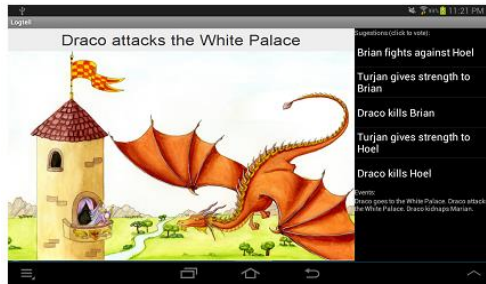 11:21 PM
Logtell
Draco attacks the White Palace
Sugestions (click to vote):
Brian fights against Hoel
Turjan gives strength to
Brian
Draco kills Brian
Turjan gives strength to
Hoel
Draco kills Hoel
Events:
Draco goes to the White Palace. Draco attack
the White Palace. Draco kidnaps Marian.